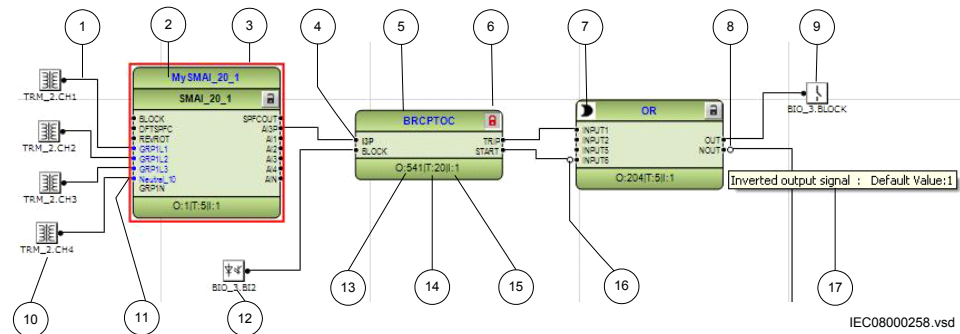 1
2
3
4
5
6
7
8
9
TRM_2.CH1
TRM_2.CH2
TRM_2.CH3
TRM_2.CH4
MySMAI_20_1
SMAI_20_1
BLOCK
DFTSPFC
REVROT
GRP1L1
GRP1L2
GRP1L3
Neutral_10
GRP1N
SPFCOUT
AI3P
AI1
AI2
AI3
AI4
AIN
O:1|T:5|I:1
BRCPTOC
I3P
BLOCK
TRIP
START
O:541|T:20|I:1
OR
INPUT1
INPUT2
INPUT5
INPUT6
OUT
NOUT
O:204|T:5|I:1
BIO_3.BLOCK
Inverted output signal : Default Value:1
BIO_3.BI2
10
11
12
13
14
15
16
17
IEC08000258.vsd